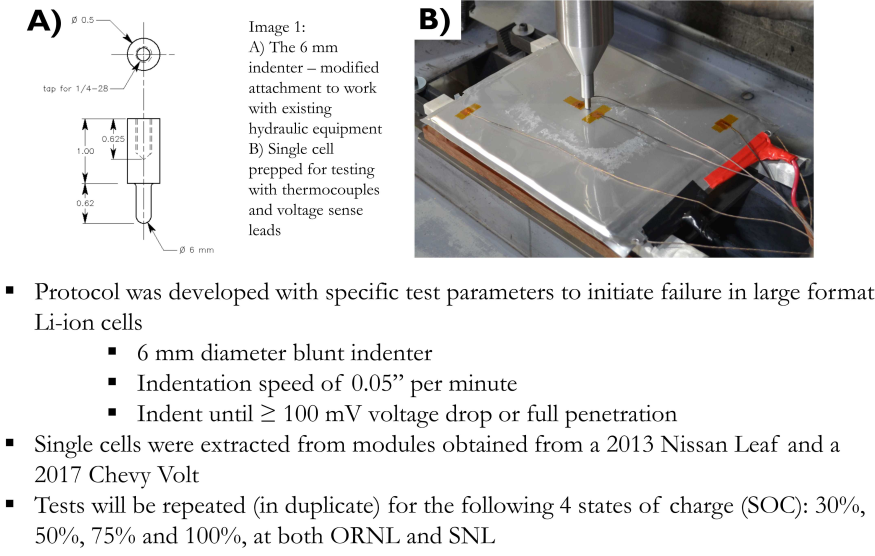 A)
Ø 0.5
tap for 1/4-28
0.625
1.00
0.62
Ø 6 mm
Image 1:
A) The 6 mm
indenter – modified
attachment to work
with existing
hydraulic equipment
B) Single cell
prepped for testing
with thermocouples
and voltage sense
leads
B)
▪ Protocol was developed with specific test parameters to initiate failure in large format
Li-ion cells
▪ 6 mm diameter blunt indenter
▪ Indentation speed of 0.05” per minute
▪ Indent until ≥ 100 mV voltage drop or full penetration
▪ Single cells were extracted from modules obtained from a 2013 Nissan Leaf and a
2017 Chevy Volt
▪ Tests will be repeated (in duplicate) for the following 4 states of charge (SOC): 30%,
50%, 75% and 100%, at both ORNL and SNL